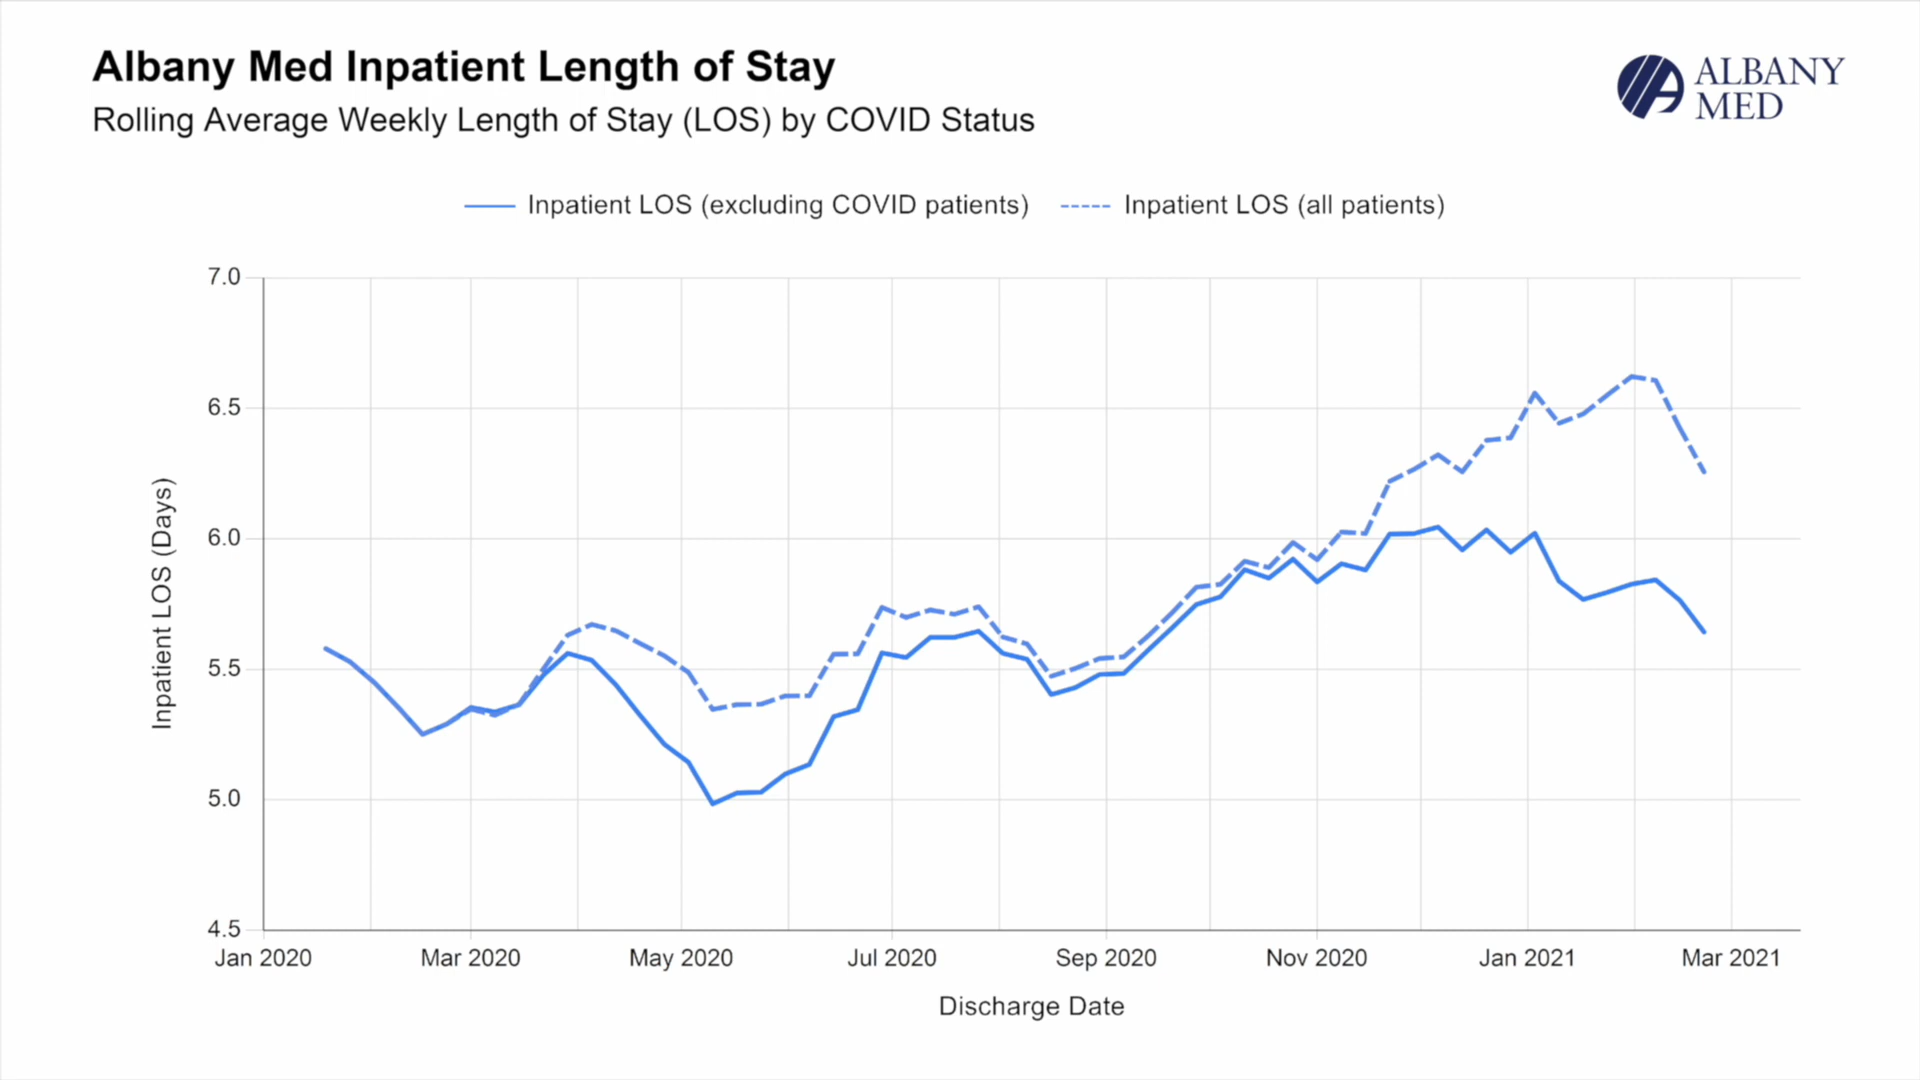 Albany Med Inpatient Length of Stay
Rolling Average Weekly Length of Stay (LOS) by COVID Status
ALBANY
MED
Inpatient LOS (excluding COVID patients)
Inpatient LOS (all patients)
7.0
6.5
6.0
5.5
5.0
4.5
Inpatient LOS (Days)
Jan 2020
Mar 2020
May 2020
Jul 2020
Sep 2020
Nov 2020
Jan 2021
Mar 2021
Discharge Date